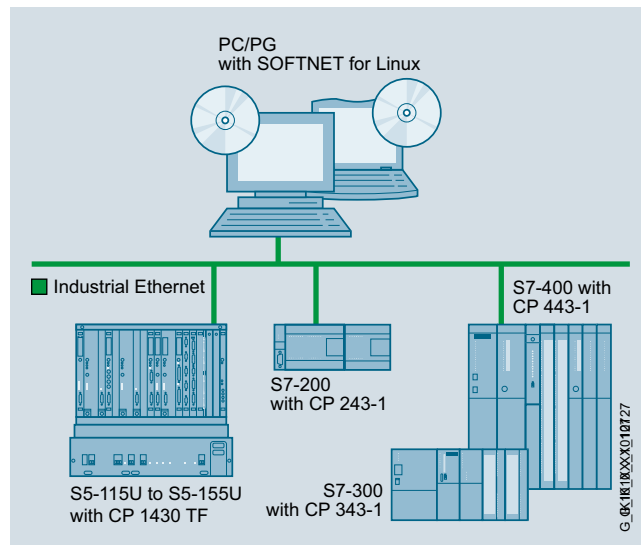 PC/PG
with SOFTNET for Linux
Industrial Ethernet
S7-400 with
CP 443-1
S7-200
with CP 243-1
S5-115U to S5-155U
with CP 1430 TF
S7-300
with CP 343-1